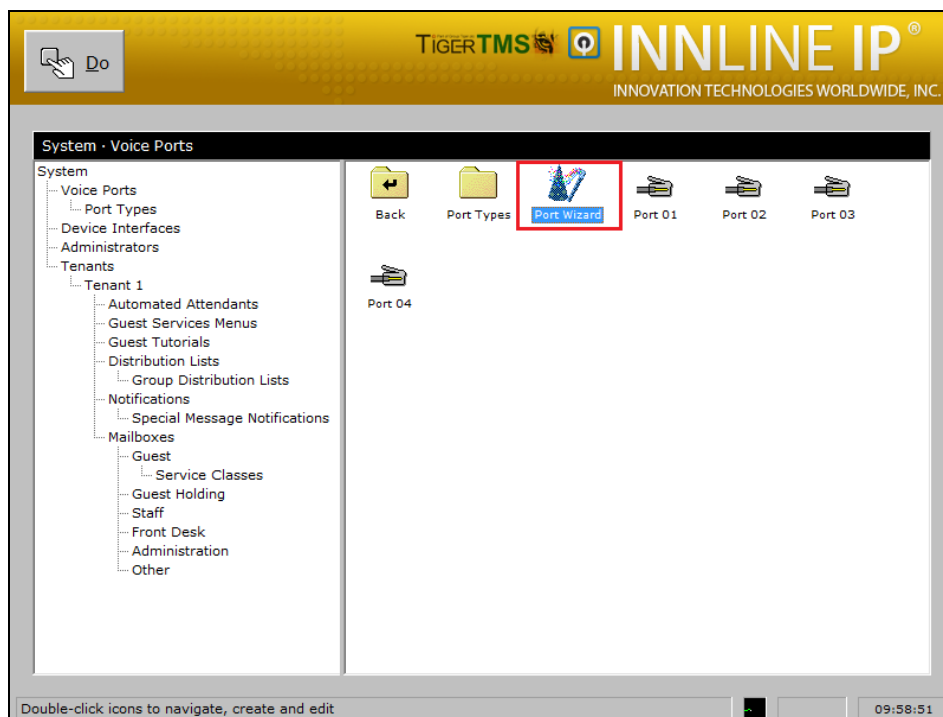 Do
TIGERTMS
INNLINE IP®
INNOVATION TECHNOLOGIES WORLDWIDE, INC.
System · Voice Ports
System
Voice Ports
Port Types
Device Interfaces
Administrators
Tenants
Tenant 1
Automated Attendants
Guest Services Menus
Guest Tutorials
Distribution Lists
Group Distribution Lists
Notifications
Special Message Notifications
Mailboxes
Guest
Service Classes
Guest Holding
Staff
Front Desk
Administration
Other
Back Port Types Port Wizard Port 01 Port 02 Port 03
Port 04
Double-click icons to navigate, create and edit 09:58:51